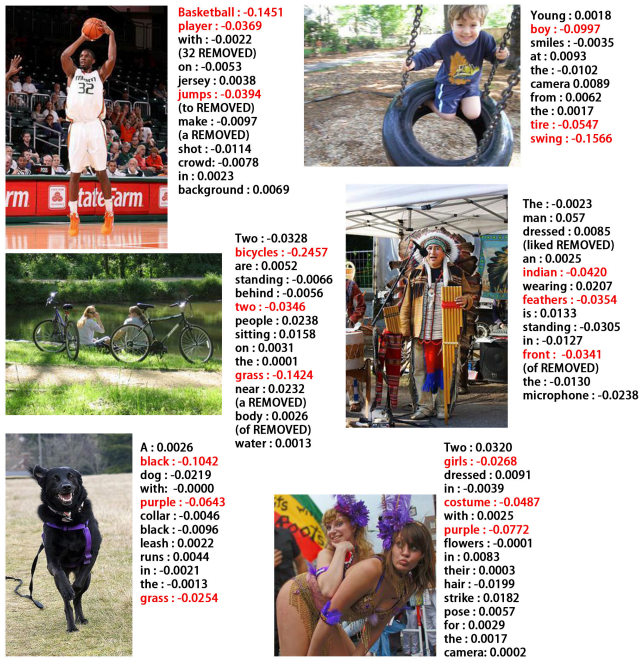 Basketball : -0.1451
player : -0.0369
with : -0.0022
(32 REMOVED)
on : -0.0053
jersey : 0.0038
jumps : -0.0394
(to REMOVED)
make : -0.0097
(a REMOVED)
shot : -0.0114
crowd: -0.0078
in : 0.0023
background : 0.0069
MIAMI
32
StateFarm
Young : 0.0018
boy : -0.0997
smiles : -0.0035
at : 0.0093
the : -0.0102
camera 0.0089
from : 0.0062
the : 0.0017
tire : -0.0547
swing : -0.1566
Two : -0.0328
bicycles : -0.2457
are : 0.0052
standing : -0.0066
behind : -0.0056
two : -0.0346
people : 0.0238
sitting : 0.0158
on : 0.0031
the : 0.0001
grass : -0.1424
near : 0.0232
(a REMOVED)
body : 0.0026
(of REMOVED)
water : 0.0013
The : -0.0023
man : 0.057
dressed : 0.0085
(liked REMOVED)
an : 0.0025
indian : -0.0420
wearing : 0.0207
feathers : -0.0354
is : 0.0133
standing : -0.0305
in : -0.0127
front : -0.0341
(of REMOVED)
the : -0.0130
microphone : -0.0238
A : 0.0026
black : -0.1042
dog : -0.0219
with: -0.0000
purple : -0.0643
collar : -0.0046
black : -0.0096
leash : 0.0022
runs : 0.0044
in : -0.0021
the : -0.0013
grass : -0.0254
Two : 0.0320
girls : -0.0268
dressed : 0.0091
in : -0.0039
costume : -0.0487
with : 0.0025
purple : -0.0772
flowers : -0.0001
in : 0.0083
their : 0.0003
hair : -0.0199
strike : 0.0182
pose : 0.0057
for : 0.0029
the : 0.0017
camera: 0.0002